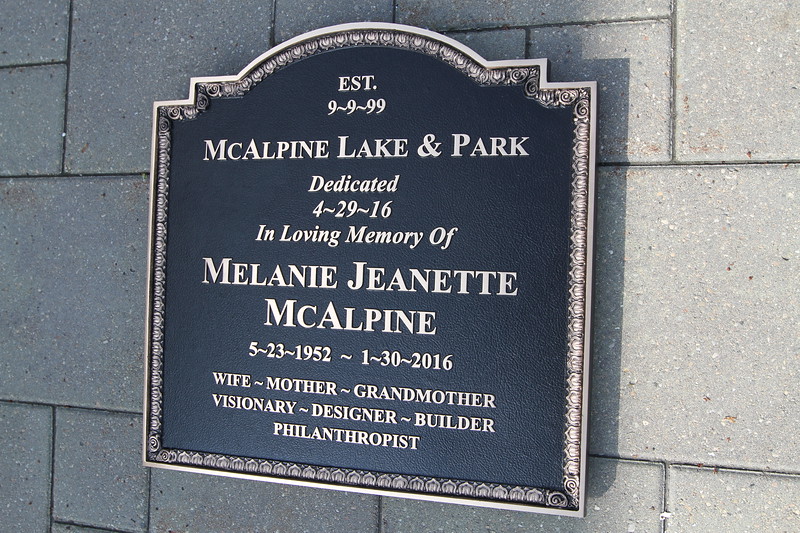 EST.
9~9~99
MCALPINE LAKE & PARK
Dedicated
4~29~16
In Loving Memory Of
MELANIE JEANETTE
MCALPINE
5~23~1952 ~ 1~30~2016
WIFE ~ MOTHER ~ GRANDMOTHER
VISIONARY ~ DESIGNER ~ BUILDER
PHILANTHROPIST